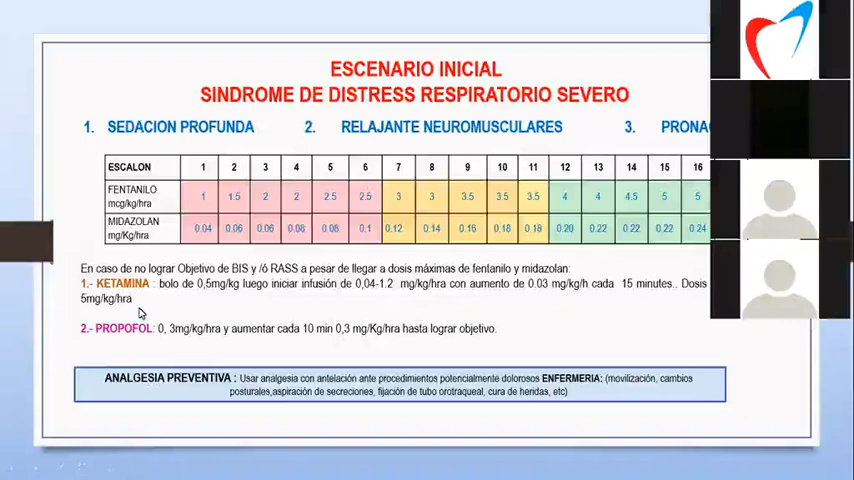 ESCENARIO INICIAL
SINDROME DE DISTRESS RESPIRATORIO SEVERO
1. SEDACION PROFUNDA 2. RELAJANTE NEUROMUSCULARES 3. PRONA
ESCALON 1 2 3 4 5 6 7 8 9 10 11 12 13 14 15 16
FENTANILO mcg/kg/hra 1 1.5 2 2 2.5 2.5 3 3 3.5 3.5 3.5 4 4 4.5 5 5
MIDAZOLAN mg/Kg/hra 0.04 0.06 0.06 0.08 0.08 0.1 0.12 0.14 0.16 0.18 0.18 0.20 0.22 0.22 0.22 0.24
En caso de no lograr Objetivo de BIS y /ó RASS a pesar de llegar a dosis máximas de fentanilo y midazolan:
1.- KETAMINA : bolo de 0,5mg/kg luego iniciar infusión de 0,04-1.2 mg/kg/hra con aumento de 0.03 mg/kg/h cada 15 minutes.. Dosis
5mg/kg/hra
2.- PROPOFOL: 0, 3mg/kg/hra y aumentar cada 10 min 0,3 mg/Kg/hra hasta lograr objetivo.
ANALGESIA PREVENTIVA : Usar analgesia con antelación ante procedimientos potencialmente dolorosos ENFERMERIA: (movilización, cambios
posturales,aspiración de secreciones, fijación de tubo orotraqueal, cura de heridas, etc)